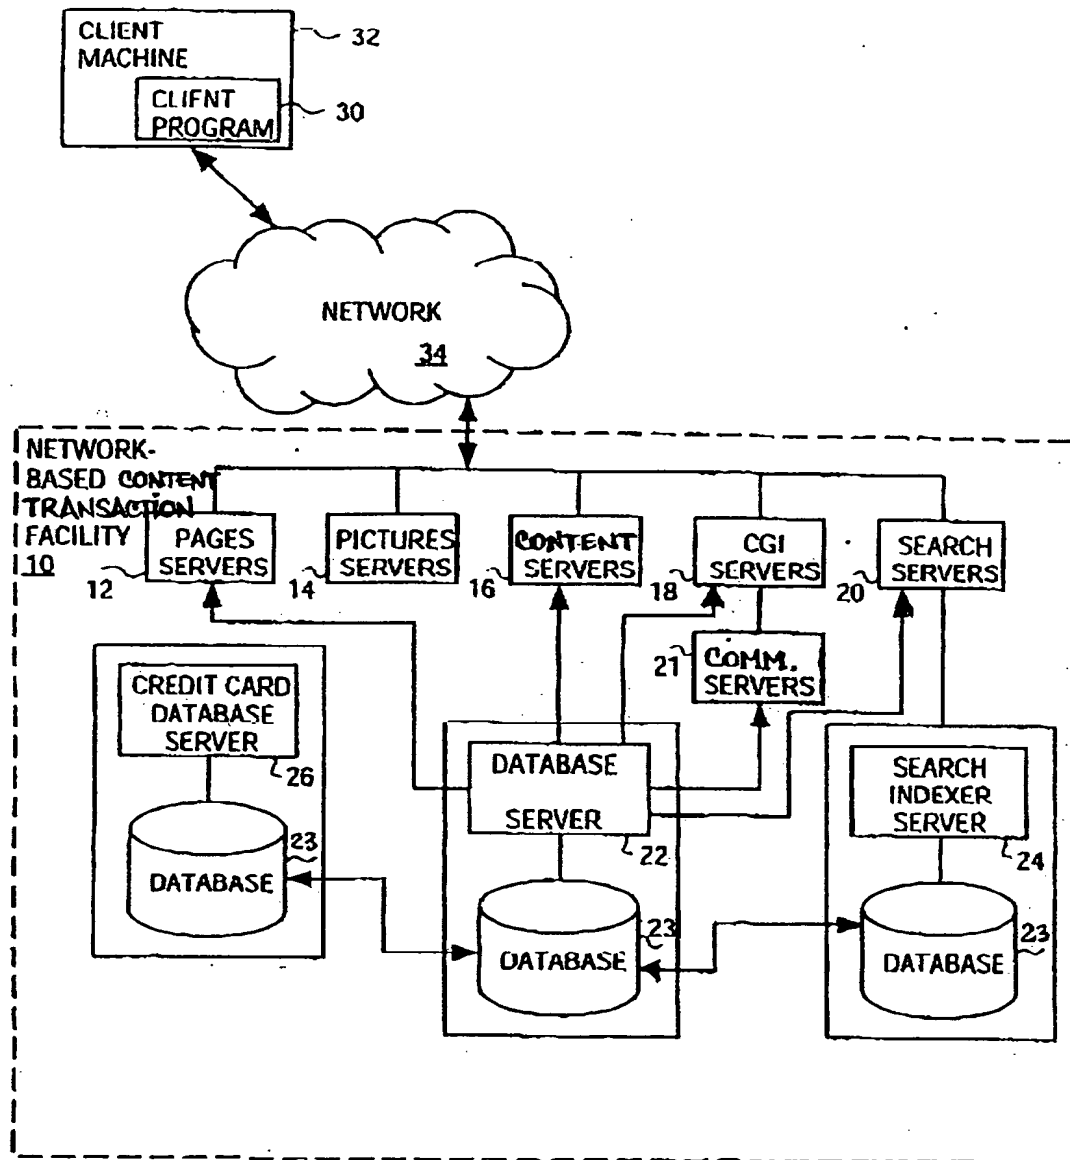 CLIENT
MACHINE
32
CLIFNT
PROGRAM
30
NETWORK
34
NETWORK-
BASED CONTENT
TRANSACTION
FACILITY
10
PAGES
SERVERS
12
PICTURES
SERVERS
14
CONTENT
SERVERS
16
CGI
SERVERS
18
SEARCH
SERVERS
20
21
COMM.
SERVERS
CREDIT CARD
DATABASE
SERVER
26
23
DATABASE
DATABASE
SERVER
22
23
DATABASE
SEARCH
INDEXER
SERVER
24
23
DATABASE